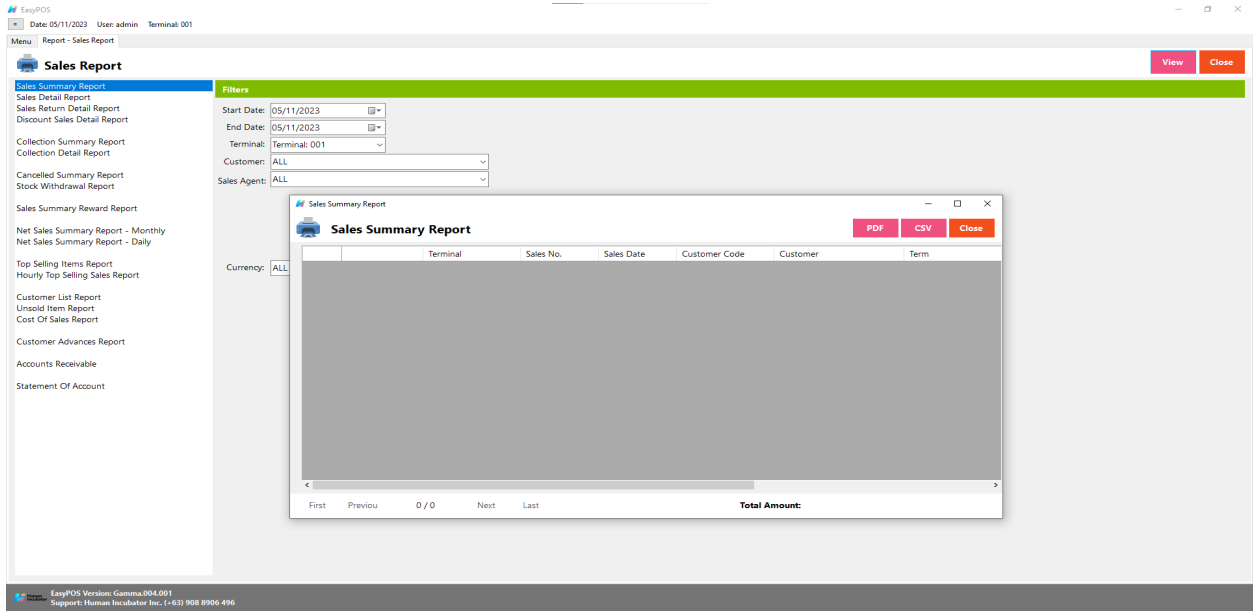 EasyPOS
Date: 05/11/2023 User: admin Terminal: 001
Menu Report - Sales Report
Sales Report
View Close
Sales Summary Report
Sales Detail Report
Sales Return Detail Report
Discount Sales Detail Report
Collection Summary Report
Collection Detail Report
Cancelled Summary Report
Stock Withdrawal Report
Sales Summary Reward Report
Net Sales Summary Report - Monthly
Net Sales Summary Report - Daily
Top Selling Items Report
Hourly Top Selling Sales Report
Customer List Report
Unsold Item Report
Cost Of Sales Report
Customer Advances Report
Accounts Receivable
Statement Of Account
Filters
Start Date: 05/11/2023
End Date: 05/11/2023
Terminal: Terminal: 001
Customer: ALL
Sales Agent: ALL
Currency: ALL
Sales Summary Report
Sales Summary Report
PDF CSV Close
Terminal Sales No. Sales Date Customer Code Customer Term
First Previou 0 / 0 Next Last Total Amount:
Human
Incubator
EasyPOS Version: Gamma.004.001
Support: Human Incubator Inc. (+63) 908 8906 496